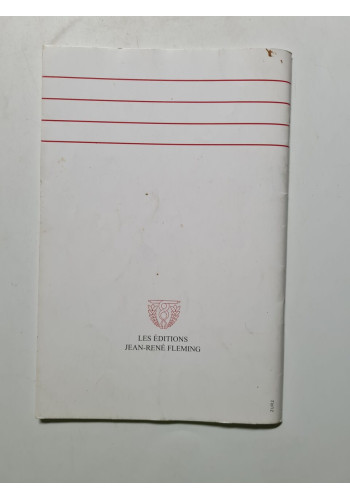 LES ÉDITIONS
JEAN-RENÉ FLEMING